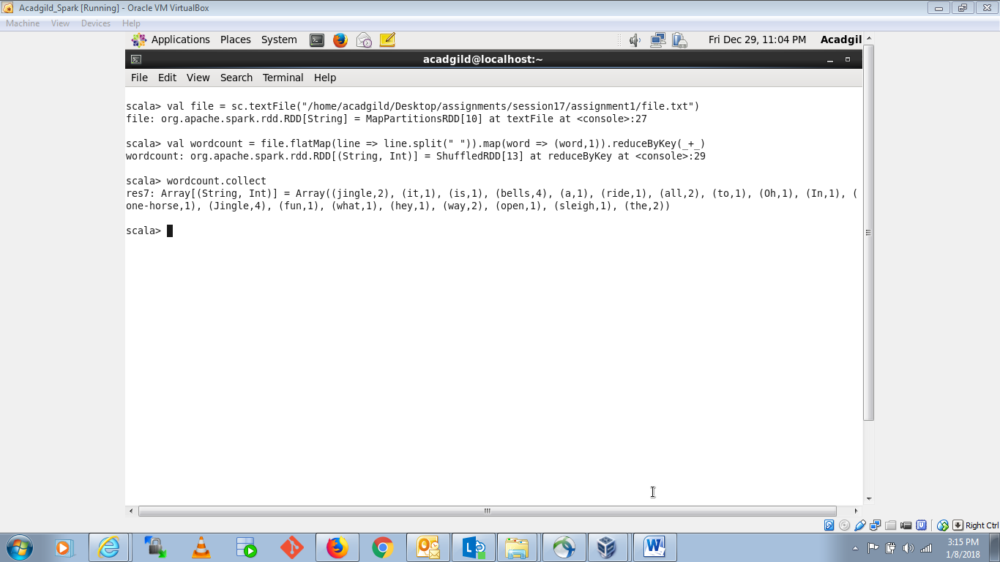 Acadgild_Spark [Running] - Oracle VM VirtualBox
Machine View Devices Help
Applications Places System Fri Dec 29, 11:04 PM Acadgil
acadgild@localhost:~
File Edit View Search Terminal Help
scala> val file = sc.textFile("/home/acadgild/Desktop/assignments/session17/assignment1/file.txt")
file: org.apache.spark.rdd.RDD[String] = MapPartitionsRDD[10] at textFile at <console>:27
scala> val wordcount = file.flatMap(line => line.split(" ")).map(word => (word,1)).reduceByKey(_+_)
wordcount: org.apache.spark.rdd.RDD[(String, Int)] = ShuffledRDD[13] at reduceByKey at <console>:29
scala> wordcount.collect
res7: Array[(String, Int)] = Array((jingle,2), (it,1), (is,1), (bells,4), (a,1), (ride,1), (all,2), (to,1), (Oh,1), (In,1), (
one-horse,1), (Jingle,4), (fun,1), (what,1), (hey,1), (way,2), (open,1), (sleigh,1), (the,2))
scala>
Right Ctrl
3:15 PM
1/8/2018